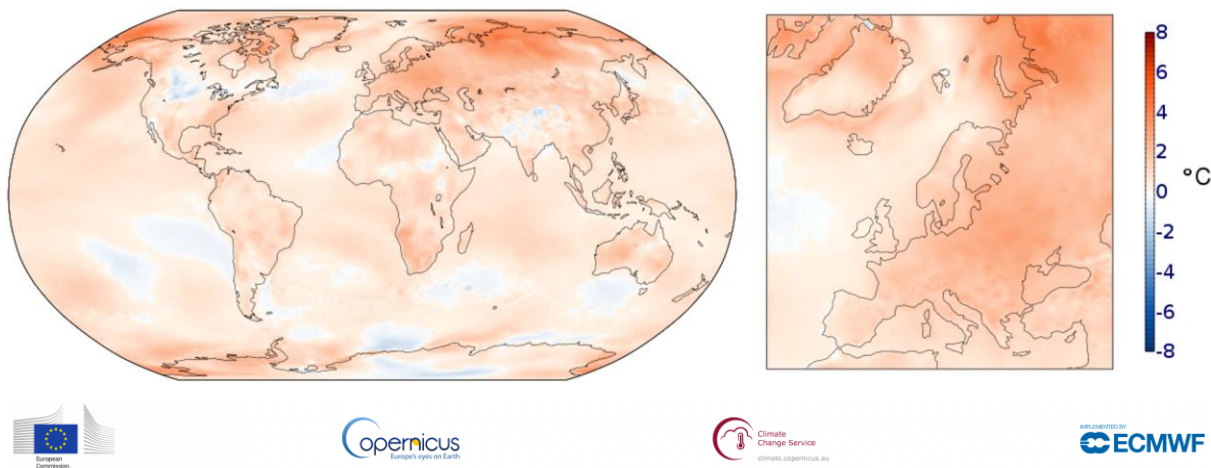 8
6
4
2
0
-2
-4
-6
-8
°C
European
Commission
opernicus
Europe's eyes on Earth
Climate
Change Service
climate.copernicus.eu
IMPLEMENTED BY
ECMWF